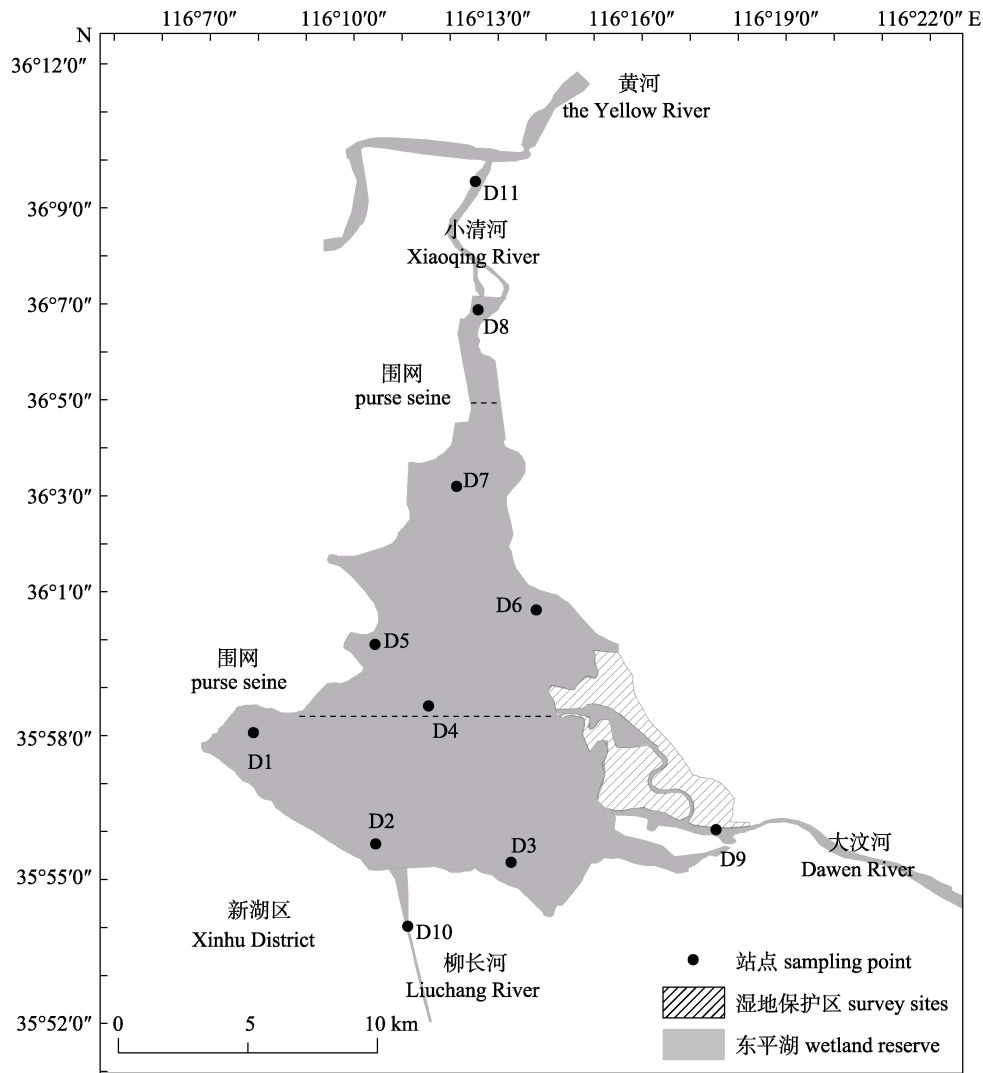 116°7′0″ 116°10′0″ 116°13′0″ 116°16′0″ 116°19′0″ 116°22′0″ E
N
36°12′0″
黄河
the Yellow River
D11
36°9′0″
小清河
Xiaoqing River
36°7′0″
D8
围网
purse seine
36°5′0″
D7
36°3′0″
36°1′0″
D6
D5
围网
purse seine
D4
35°58′0″
D1
D2
D3
大汶河
Dawen River
D9
35°55′0″
新湖区
Xinhu District
D10
柳长河
Liuchang River
站点 sampling point
湿地保护区 survey sites
东平湖 wetland reserve
35°52′0″
0 5 10 km